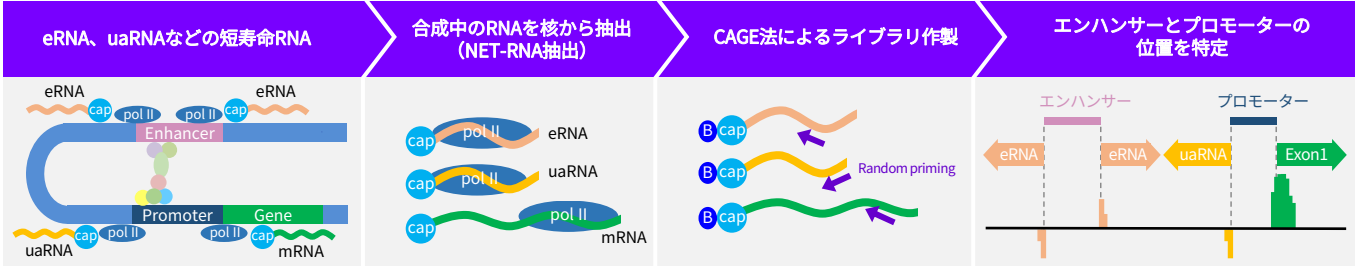 eRNA、uaRNAなどの短寿命RNA
eRNA
eRNA
cap
pol II
pol II
cap
Enhancer
Promoter
Gene
cap
pol II
pol II
cap
uaRNA
mRNA
合成中のRNAを核から抽出
（NET-RNA抽出）
cap
pol II
eRNA
cap
pol II
uaRNA
cap
pol II
mRNA
CAGE法によるライブラリ作製
B
cap
B
cap
Random priming
B
cap
エンハンサーとプロモーターの
位置を特定
エンハンサー
プロモーター
eRNA
eRNA
uaRNA
Exon1